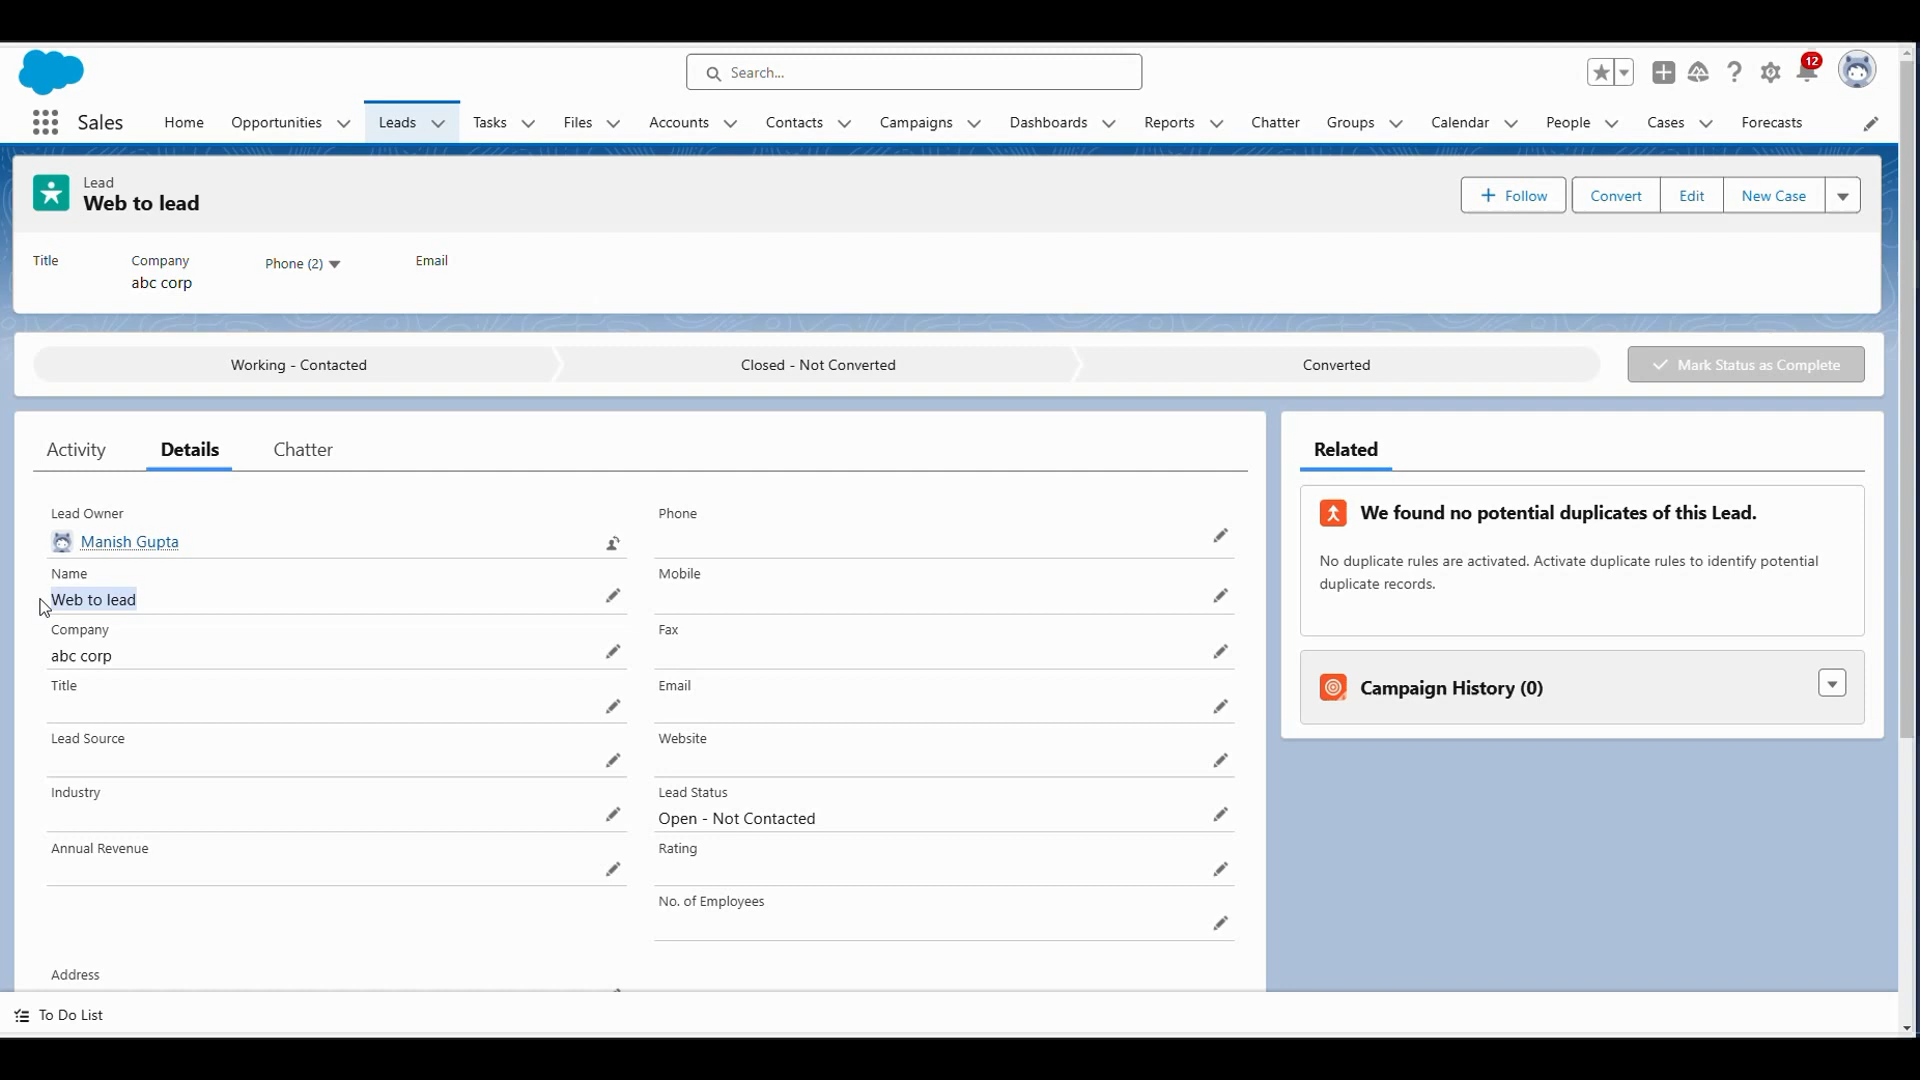 Search...
12
Sales Home Opportunities Leads Tasks Files Accounts Contacts Campaigns Dashboards Reports Chatter Groups Calendar People Cases Forecasts
Lead
Web to lead
+ Follow Convert Edit New Case
Title Company Phone (2) Email
abc corp
Working - Contacted Closed - Not Converted Converted Mark Status as Complete
Activity Details Chatter
Lead Owner
Manish Gupta
Name
Web to lead
Company
abc corp
Title
Lead Source
Industry
Annual Revenue
Address
Phone
Mobile
Fax
Email
Website
Lead Status
Open - Not Contacted
Rating
No. of Employees
Related
We found no potential duplicates of this Lead.
No duplicate rules are activated. Activate duplicate rules to identify potential
duplicate records.
Campaign History (0)
To Do List